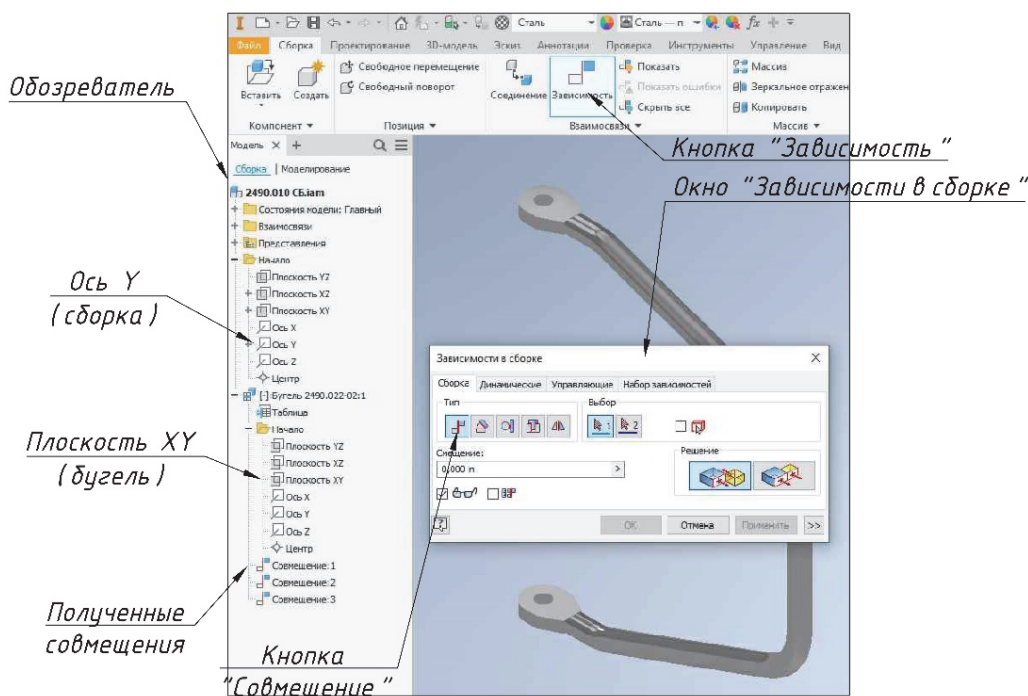 Сталь
Сталь — п
fx
Файл Сборка Проектирование 3D-модель Эскиз Аннотации Проверка Инструменты Управление Вид
Вставить
Создать
Свободное перемещение
Свободный поворот
Соединение
Зависимость
Показать
Показать ошибки
Скрыть все
Массив
Зеркальное отражен
Копировать
Компонент
Позиция
Взаимосвязи
Массив
Модель × +
Сборка | Моделирование
2490.010 СБ.iam
Состояния модели: Главный
Взаимосвязи
Представления
Начало
Плоскость YZ
Плоскость XZ
Плоскость XY
Ось X
Ось Y
Ось Z
Центр
[-] Бугель 2490.022-02:1
Таблица
Начало
Плоскость YZ
Плоскость XZ
Плоскость XY
Ось X
Ось Y
Ось Z
Центр
Совмещение:1
Совмещение:2
Совмещение:3
Обозреватель
Ось Y
(сборка)
Плоскость XY
(бугель)
Полученные
совмещения
Кнопка
"Совмещение"
Кнопка "Зависимость"
Окно "Зависимости в сборке"
Зависимости в сборке
Сборка Динамические Управляющие Набор зависимостей
Тип
Выбор
1 2
Смещение:
0,000 m
Решение
OK Отмена Применить >>